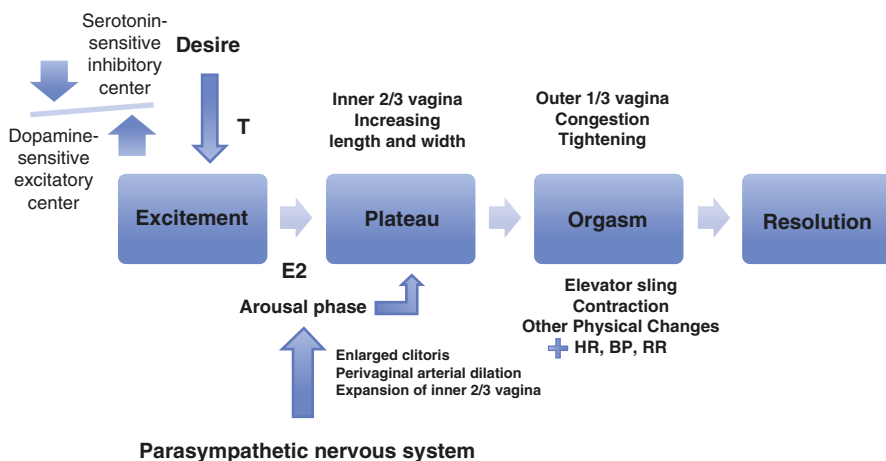 Serotonin-
sensitive
inhibitory
center
Desire
Dopamine-
sensitive
excitatory
center
T
Inner 2/3 vagina
Increasing
length and width
Outer 1/3 vagina
Congestion
Tightening
Excitement
Plateau
Orgasm
Resolution
E2
Arousal phase
Elevator sling
Contraction
Other Physical Changes
+ HR, BP, RR
Enlarged clitoris
Perivaginal arterial dilation
Expansion of inner 2/3 vagina
Parasympathetic nervous system